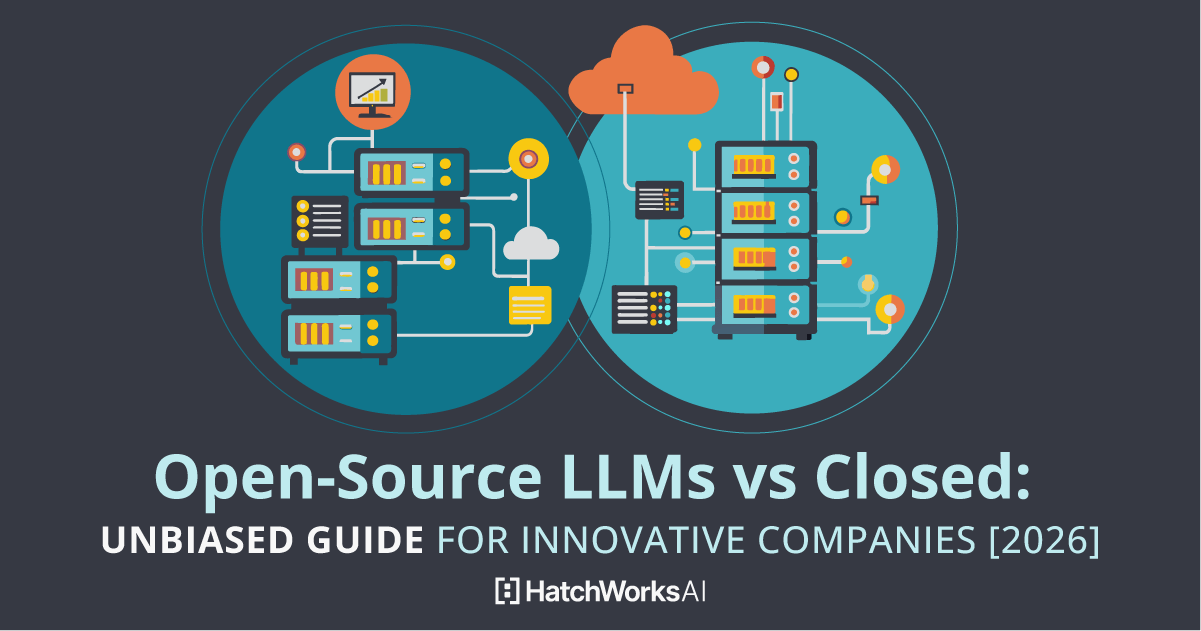 Open-Source LLMs vs Closed:
UNBIASED GUIDE FOR INNOVATIVE COMPANIES [2026]
HatchWorksAI